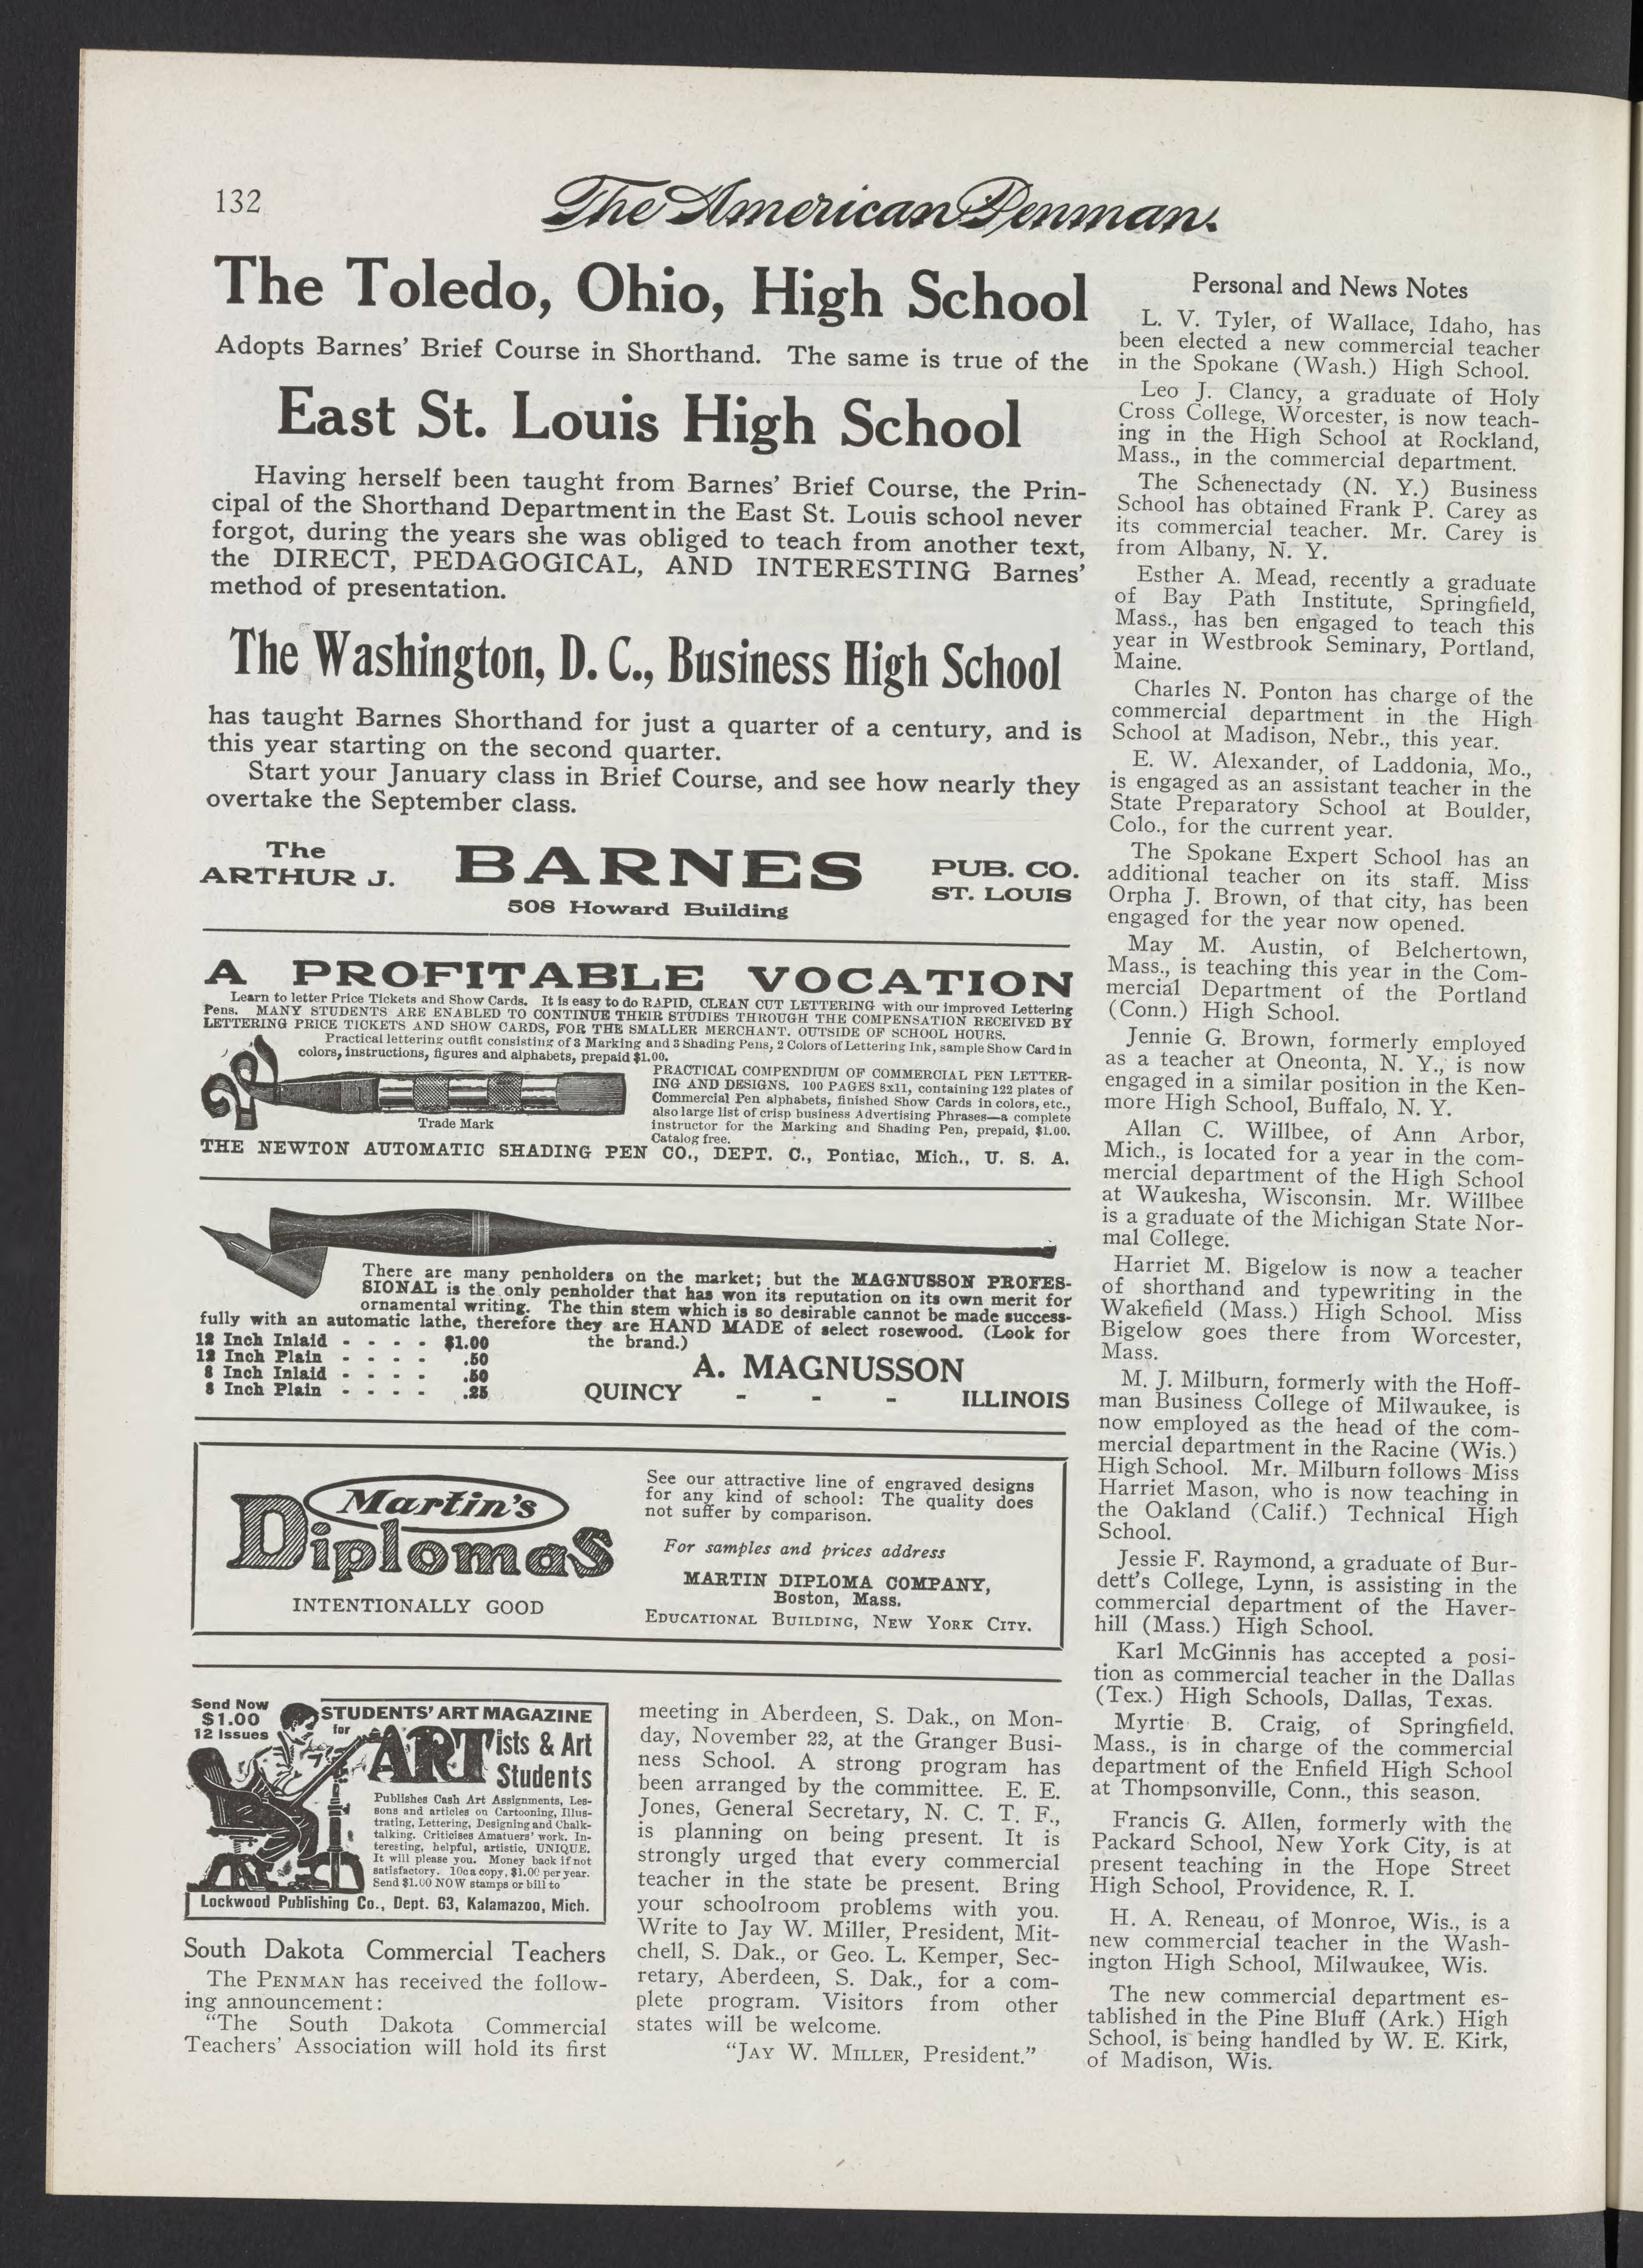 132
The American Penman.
The Toledo, Ohio, High School
Adopts Barnes' Brief Course in Shorthand. The same is true of the
East St. Louis High School
Having herself been taught from Barnes' Brief Course, the Prin-
cipal of the Shorthand Department in the East St. Louis school never
forgot, during the years she was obliged to teach from another text,
the DIRECT, PEDAGOGICAL, AND INTERESTING Barnes'
method of presentation.
The Washington, D. C., Business High School
has taught Barnes Shorthand for just a quarter of a century, and is
this year starting on the second quarter.
Start your January class in Brief Course, and see how nearly they
overtake the September class.
The
ARTHUR J.
BARNES
PUB. CO.
ST. LOUIS
508 Howard Building
A PROFITABLE VOCATION
Learn to letter Price Tickets and Show Cards. It is easy to do RAPID, CLEAN CUT LETTERING with our improved Lettering
Pens. MANY STUDENTS ARE ENABLED TO CONTINUE THEIR STUDIES THROUGH THE COMPENSATION RECEIVED BY
LETTERING PRICE TICKETS AND SHOW CARDS, FOR THE SMALLER MERCHANT. OUTSIDE OF SCHOOL HOURS.
Practical lettering outfit consisting of 3 Marking and 3 Shading Pens, 2 Colors of Lettering Ink, sample Show Card in
colors, instructions, figures and alphabets, prepaid $1.00.
PRACTICAL COMPENDIUM OF COMMERCIAL PEN LETTER-
ING AND DESIGNS. 100 PAGES 8x11, containing 122 plates of
Commercial Pen alphabets, finished Show Cards in colors, etc.,
also large list of crisp business Advertising Phrases—a complete
instructor for the Marking and Shading Pen, prepaid, $1.00.
Catalog free.
Trade Mark
THE NEWTON AUTOMATIC SHADING PEN CO., DEPT. C., Pontiac, Mich., U. S. A.
There are many penholders on the market; but the MAGNUSSON PROFES-
SIONAL is the only penholder that has won its reputation on its own merit for
ornamental writing. The thin stem which is so desirable cannot be made success-
fully with an automatic lathe, therefore they are HAND MADE of select rosewood. (Look for
the brand.)
12 Inch Inlaid - - - - $1.00
12 Inch Plain - - - - .50
8 Inch Inlaid - - - - .50
8 Inch Plain - - - - .25
A. MAGNUSSON
QUINCY - - - ILLINOIS
Martin's
Diplomas
INTENTIONALLY GOOD
See our attractive line of engraved designs
for any kind of school: The quality does
not suffer by comparison.
For samples and prices address
MARTIN DIPLOMA COMPANY,
Boston, Mass.
EDUCATIONAL BUILDING, NEW YORK CITY.
Send Now
$1.00
12 Issues
STUDENTS' ART MAGAZINE
for
ARTists & Art
Students
Publishes Cash Art Assignments, Les-
sons and articles on Cartooning, Illus-
trating, Lettering, Designing and Chalk-
talking. Criticises Amatuers' work. In-
teresting, helpful, artistic, UNIQUE.
It will please you. Money back if not
satisfactory. 10c a copy, $1.00 per year.
Send $1.00 NOW stamps or bill to
Lockwood Publishing Co., Dept. 63, Kalamazoo, Mich.
South Dakota Commercial Teachers
The PENMAN has received the follow-
ing announcement:
"The South Dakota Commercial
Teachers' Association will hold its first
meeting in Aberdeen, S. Dak., on Mon-
day, November 22, at the Granger Busi-
ness School. A strong program has
been arranged by the committee. E. E.
Jones, General Secretary, N. C. T. F.,
is planning on being present. It is
strongly urged that every commercial
teacher in the state be present. Bring
your schoolroom problems with you.
Write to Jay W. Miller, President, Mit-
chell, S. Dak., or Geo. L. Kemper, Sec-
retary, Aberdeen, S. Dak., for a com-
plete program. Visitors from other
states will be welcome.
"JAY W. MILLER, President."
Personal and News Notes
L. V. Tyler, of Wallace, Idaho, has
been elected a new commercial teacher
in the Spokane (Wash.) High School.
Leo J. Clancy, a graduate of Holy
Cross College, Worcester, is now teach-
ing in the High School at Rockland,
Mass., in the commercial department.
The Schenectady (N. Y.) Business
School has obtained Frank P. Carey as
its commercial teacher. Mr. Carey is
from Albany, N. Y.
Esther A. Mead, recently a graduate
of Bay Path Institute, Springfield,
Mass., has ben engaged to teach this
year in Westbrook Seminary, Portland,
Maine.
Charles N. Ponton has charge of the
commercial department in the High
School at Madison, Nebr., this year.
E. W. Alexander, of Laddonia, Mo.,
is engaged as an assistant teacher in the
State Preparatory School at Boulder,
Colo., for the current year.
The Spokane Expert School has an
additional teacher on its staff. Miss
Orpha J. Brown, of that city, has been
engaged for the year now opened.
May M. Austin, of Belchertown,
Mass., is teaching this year in the Com-
mercial Department of the Portland
(Conn.) High School.
Jennie G. Brown, formerly employed
as a teacher at Oneonta, N. Y., is now
engaged in a similar position in the Ken-
more High School, Buffalo, N. Y.
Allan C. Willbee, of Ann Arbor,
Mich., is located for a year in the com-
mercial department of the High School
at Waukesha, Wisconsin. Mr. Willbee
is a graduate of the Michigan State Nor-
mal College.
Harriet M. Bigelow is now a teacher
of shorthand and typewriting in the
Wakefield (Mass.) High School. Miss
Bigelow goes there from Worcester,
Mass.
M. J. Milburn, formerly with the Hoff-
man Business College of Milwaukee, is
now employed as the head of the com-
mercial department in the Racine (Wis.)
High School. Mr. Milburn follows Miss
Harriet Mason, who is now teaching in
the Oakland (Calif.) Technical High
School.
Jessie F. Raymond, a graduate of Bur-
dett's College, Lynn, is assisting in the
commercial department of the Haver-
hill (Mass.) High School.
Karl McGinnis has accepted a posi-
tion as commercial teacher in the Dallas
(Tex.) High Schools, Dallas, Texas.
Myrtie B. Craig, of Springfield,
Mass., is in charge of the commercial
department of the Enfield High School
at Thompsonville, Conn., this season.
Francis G. Allen, formerly with the
Packard School, New York City, is at
present teaching in the Hope Street
High School, Providence, R. I.
H. A. Reneau, of Monroe, Wis., is a
new commercial teacher in the Wash-
ington High School, Milwaukee, Wis.
The new commercial department es-
tablished in the Pine Bluff (Ark.) High
School, is being handled by W. E. Kirk,
of Madison, Wis.